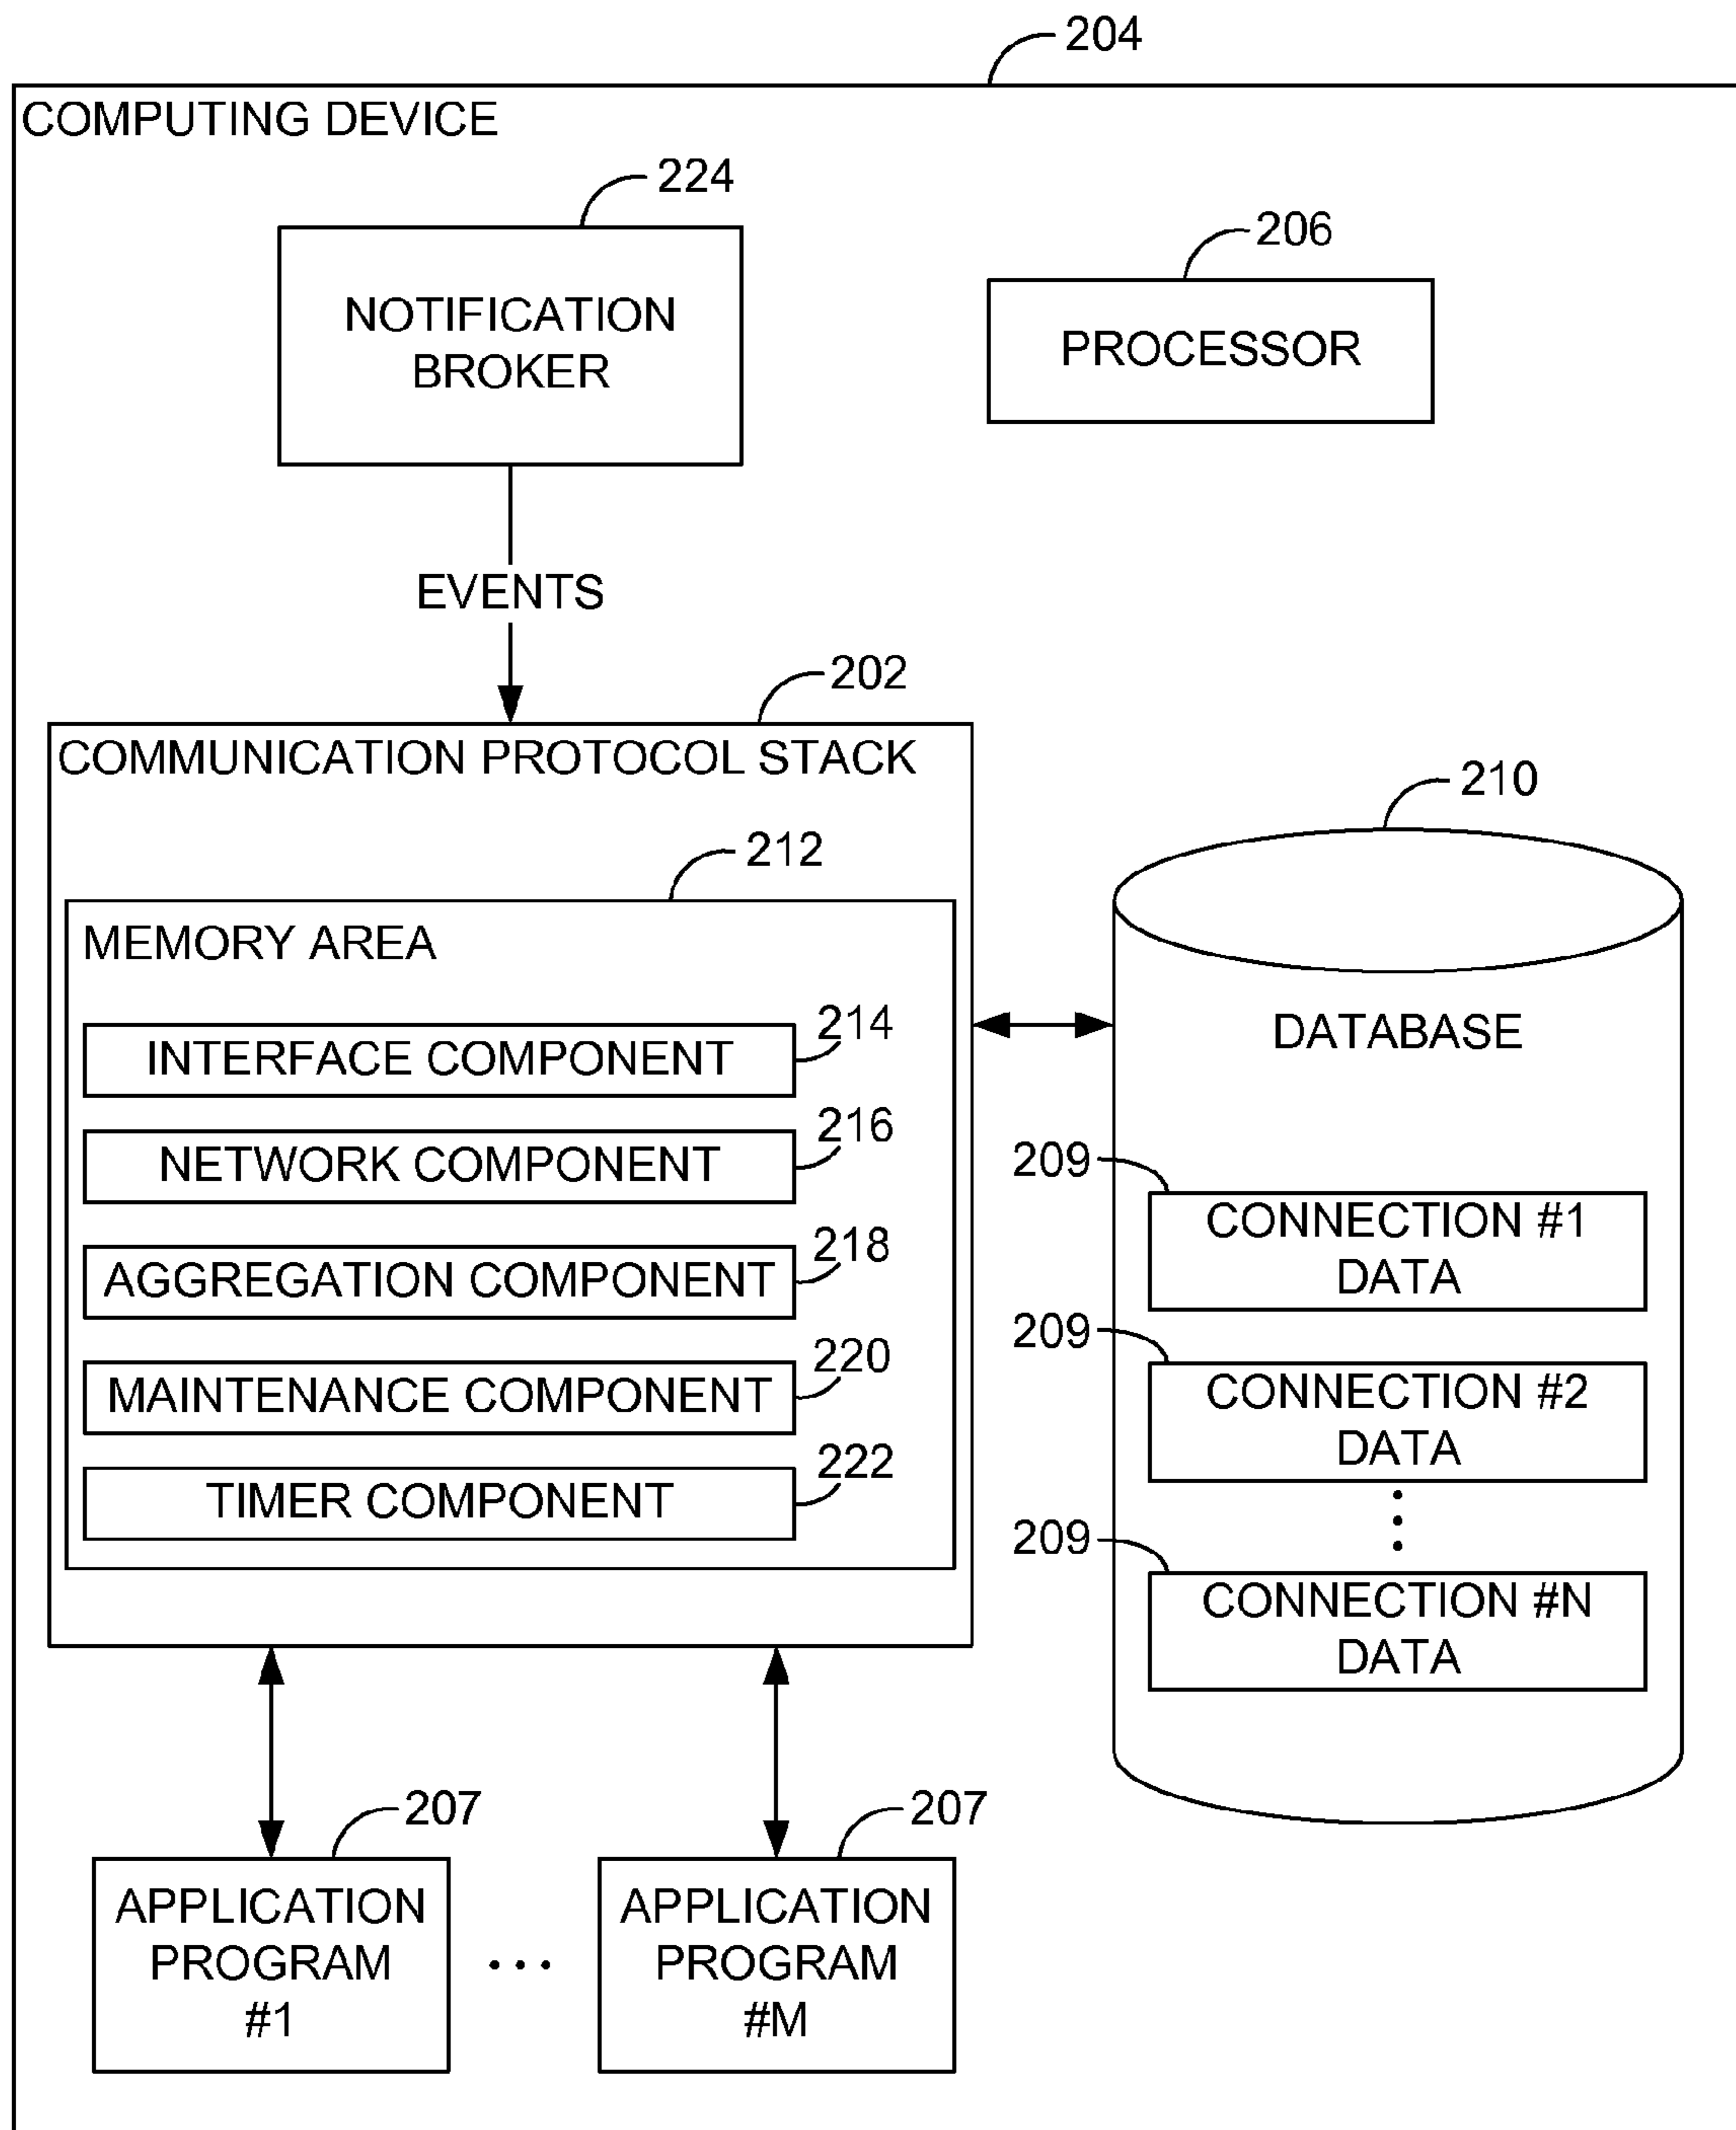 204
COMPUTING DEVICE
224
NOTIFICATION
BROKER
206
PROCESSOR
EVENTS
202
COMMUNICATION PROTOCOL STACK
212
MEMORY AREA
214
INTERFACE COMPONENT
216
NETWORK COMPONENT
218
AGGREGATION COMPONENT
220
MAINTENANCE COMPONENT
222
TIMER COMPONENT
210
DATABASE
209
CONNECTION #1
DATA
209
CONNECTION #2
DATA
209
CONNECTION #N
DATA
207
APPLICATION
PROGRAM
#1
...
207
APPLICATION
PROGRAM
#M